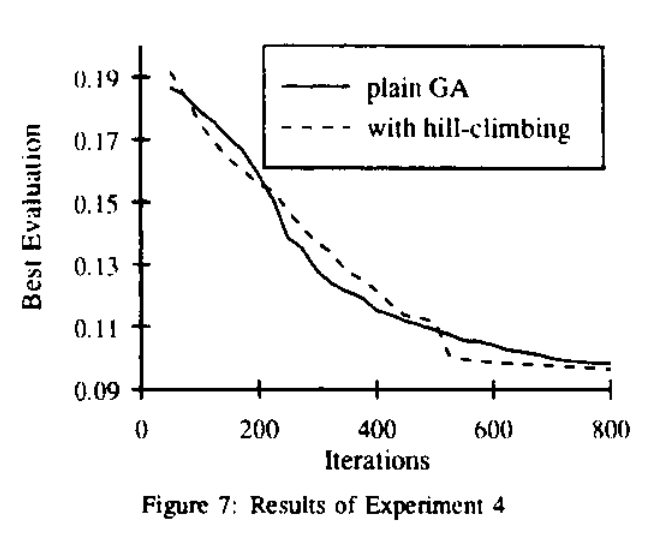 0.19
0.17
0.15
0.13
0.11
0.09
Best Evaluation
plain GA
with hill-climbing
0 200 400 600 800
Iterations
Figure 7: Results of Experiment 4